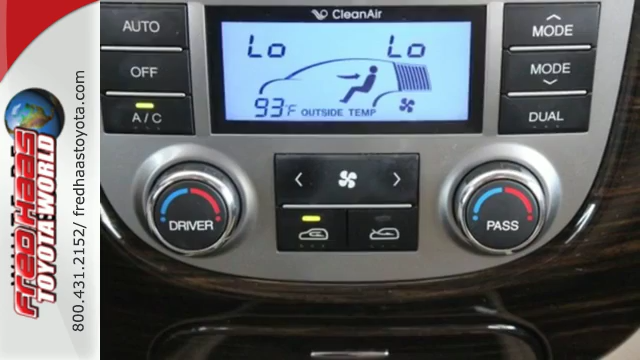 CleanAir
AUTO
OFF
A/C
Lo Lo
93°F OUTSIDE TEMP
MODE
MODE
DUAL
DRIVER
PASS
Fred Haas
TOYOTA WORLD
800.431.2152/ fredhaastoyota.com